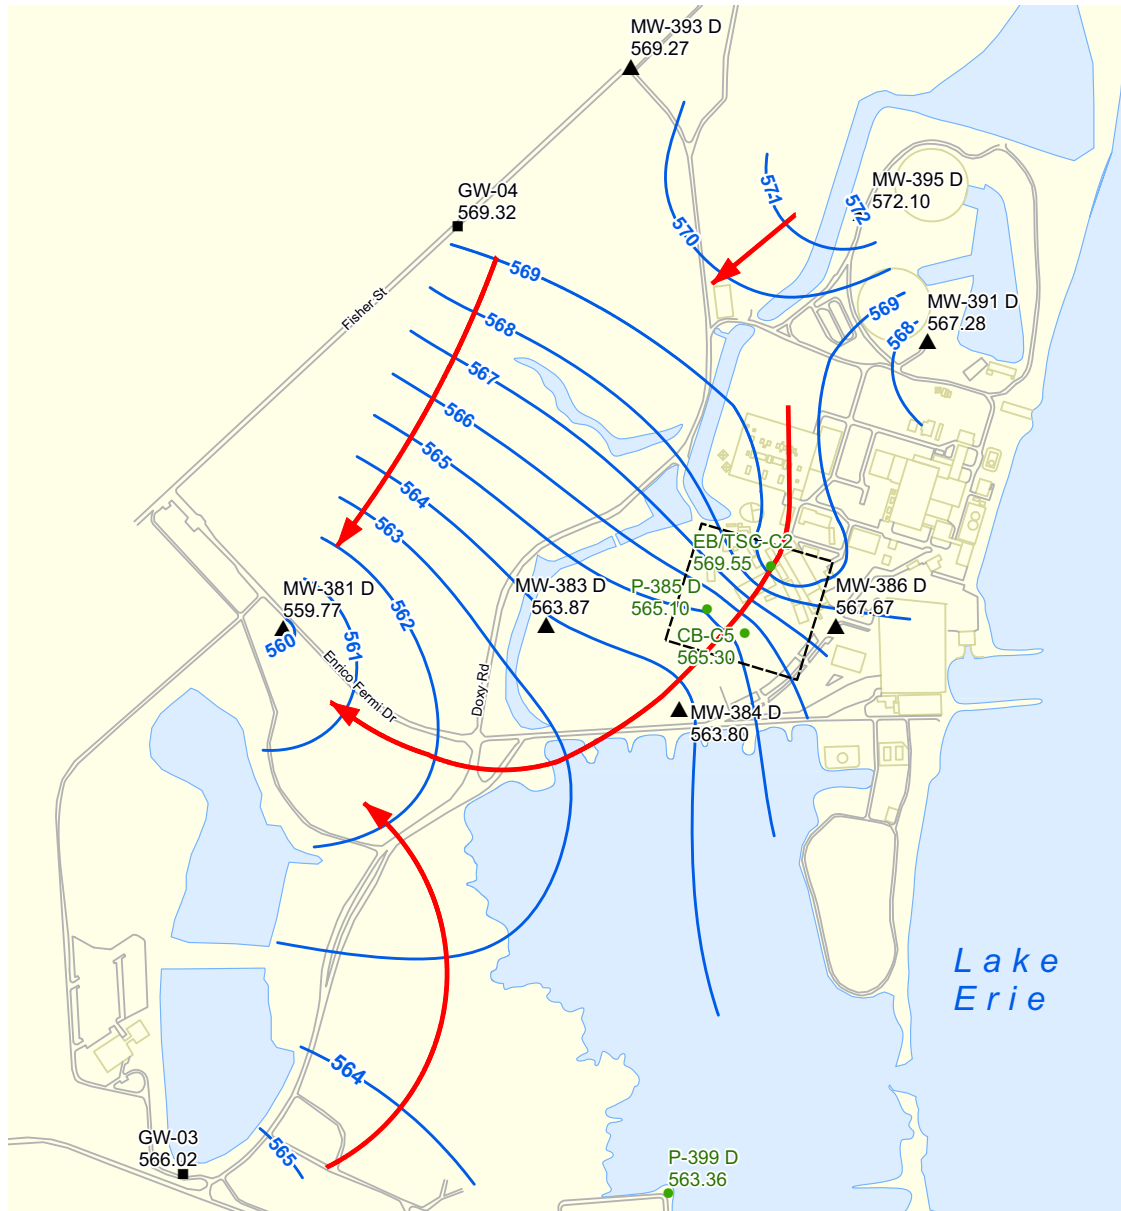 MW-393 D
569.27
MW-395 D
572.10
571
572
GW-04
569.32
570
569
569
MW-391 D
567.28
568
568
Fisher St
567
566
565
564
563
EB/TSC-C2
569.55
MW-381 D
559.77
MW-383 D
563.87
P-385 D
565.10
MW-386 D
567.67
562
561
560
CB-C5
565.30
Enrico Fermi Dr
Doxy Rd
MW-384 D
563.80
Lake
Erie
564
565
GW-03
566.02
P-399 D
563.36